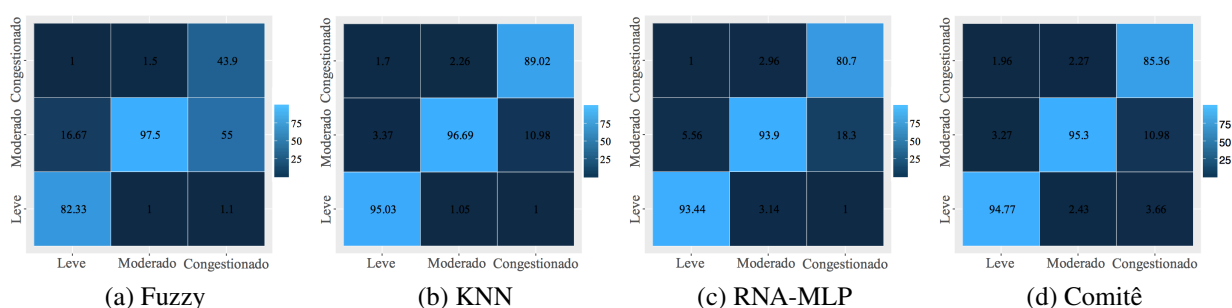 Congestionado
1 1.5 43.9
Moderado
16.67 97.5 55
Leve
82.33 1 1.1
Leve Moderado Congestionado
75
50
25
(a) Fuzzy
Congestionado
1.7 2.26 89.02
Moderado
3.37 96.69 10.98
Leve
95.03 1.05 1
Leve Moderado Congestionado
75
50
25
(b) KNN
Congestionado
1 2.96 80.7
Moderado
5.56 93.9 18.3
Leve
93.44 3.14 1
Leve Moderado Congestionado
75
50
25
(c) RNA-MLP
Congestionado
1.96 2.27 85.36
Moderado
3.27 95.3 10.98
Leve
94.77 2.43 3.66
Leve Moderado Congestionado
75
50
25
(d) Comitê